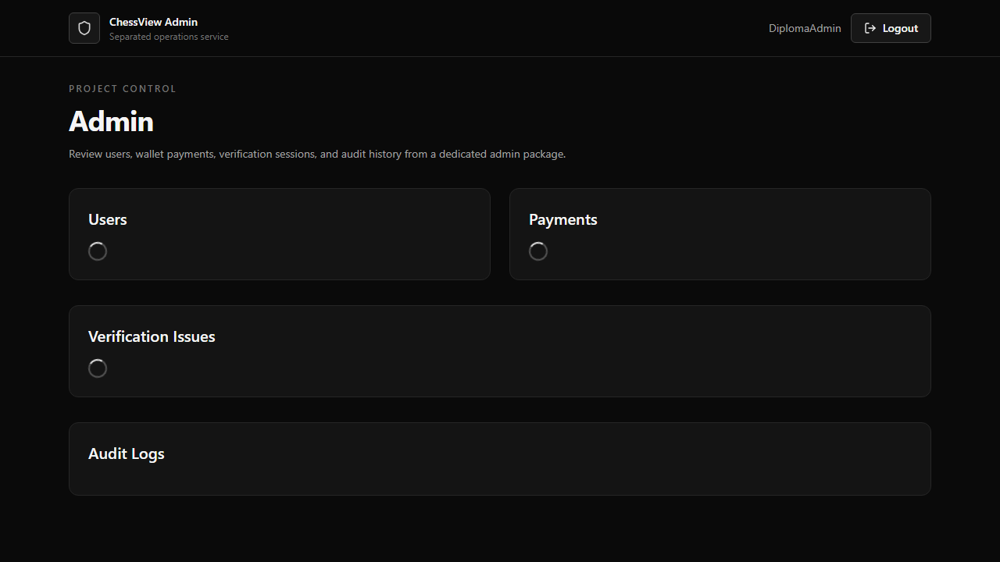 ChessView Admin
Separated operations service
DiplomaAdmin
Logout
PROJECT CONTROL
Admin
Review users, wallet payments, verification sessions, and audit history from a dedicated admin package.
Users
Payments
Verification Issues
Audit Logs